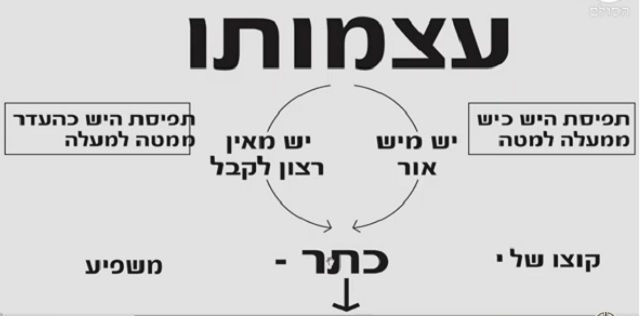 הסולם
עצמותו
תפיסת היש כיש
ממעלה למטה
יש מיש
אור
יש מאין
רצון לקבל
תפיסת היש כהעדר
ממטה למעלה
קוצו של י
כתר -
משפיע